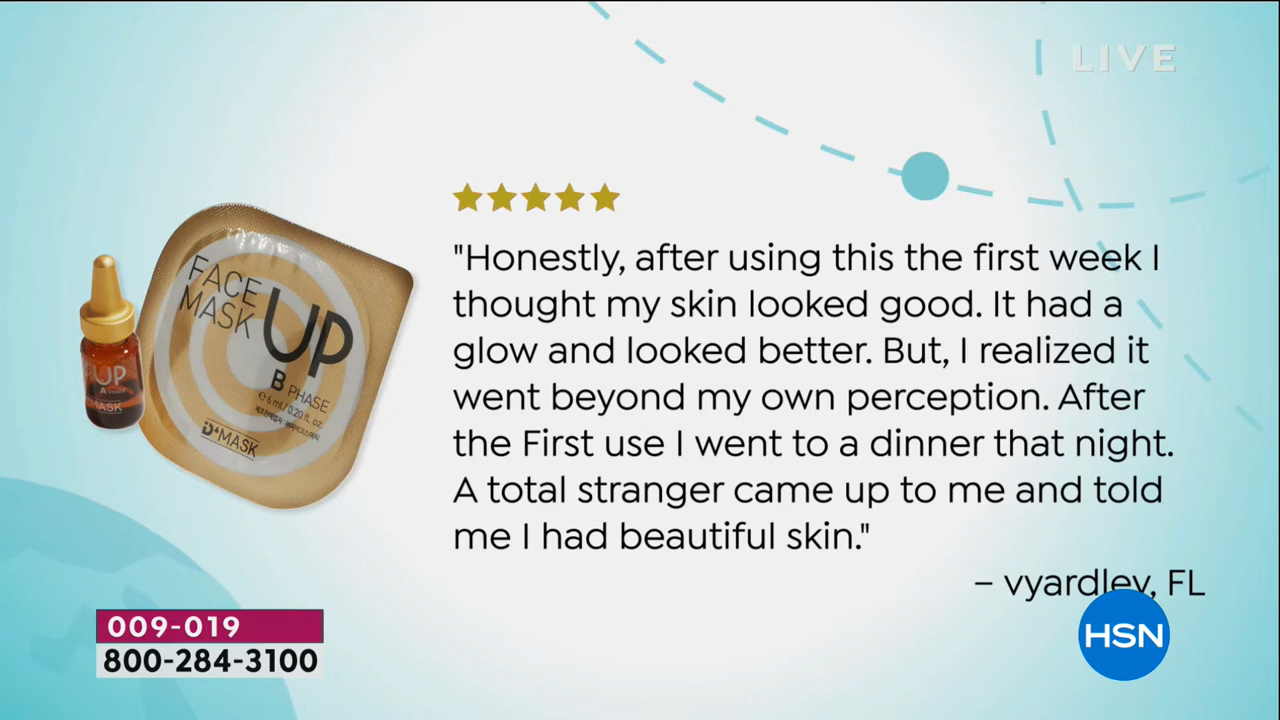 LIVE
"Honestly, after using this the first week I
thought my skin looked good. It had a
glow and looked better. But, I realized it
went beyond my own perception. After
the First use I went to a dinner that night.
A total stranger came up to me and told
me I had beautiful skin."
– vyardley, FL
FACE
MASK UP
B PHASE
e 6 ml / 0.20 fl. oz.
D'MASK
UP
A PHASE
MASK
009-019
800-284-3100
HSN